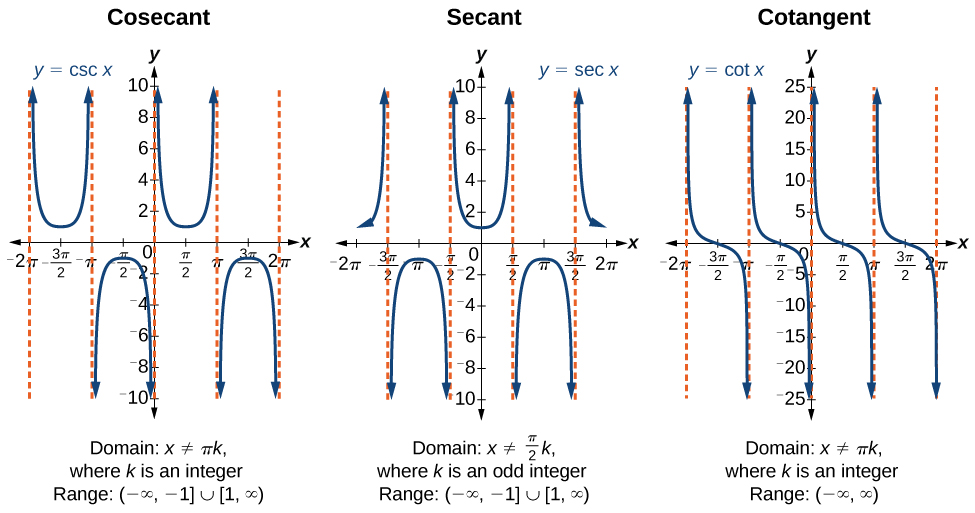 Cosecant
y
y = csc x
10
8
6
4
2
x
−2π −3π/2 −π −π/2 0 π/2 π 3π/2 2π
−2
−4
−6
−8
−10
Domain: x ≠ πk,
where k is an integer
Range: (−∞, −1] ∪ [1, ∞)
Secant
y
y = sec x
10
8
6
4
2
x
−2π −3π/2 −π −π/2 0 π/2 π 3π/2 2π
−2
−4
−6
−8
−10
Domain: x ≠ π/2 k,
where k is an odd integer
Range: (−∞, −1] ∪ [1, ∞)
Cotangent
y
y = cot x
25
20
15
10
5
x
−2π −3π/2 −π −π/2 0 π/2 π 3π/2 2π
−5
−10
−15
−20
−25
Domain: x ≠ πk,
where k is an integer
Range: (−∞, ∞)